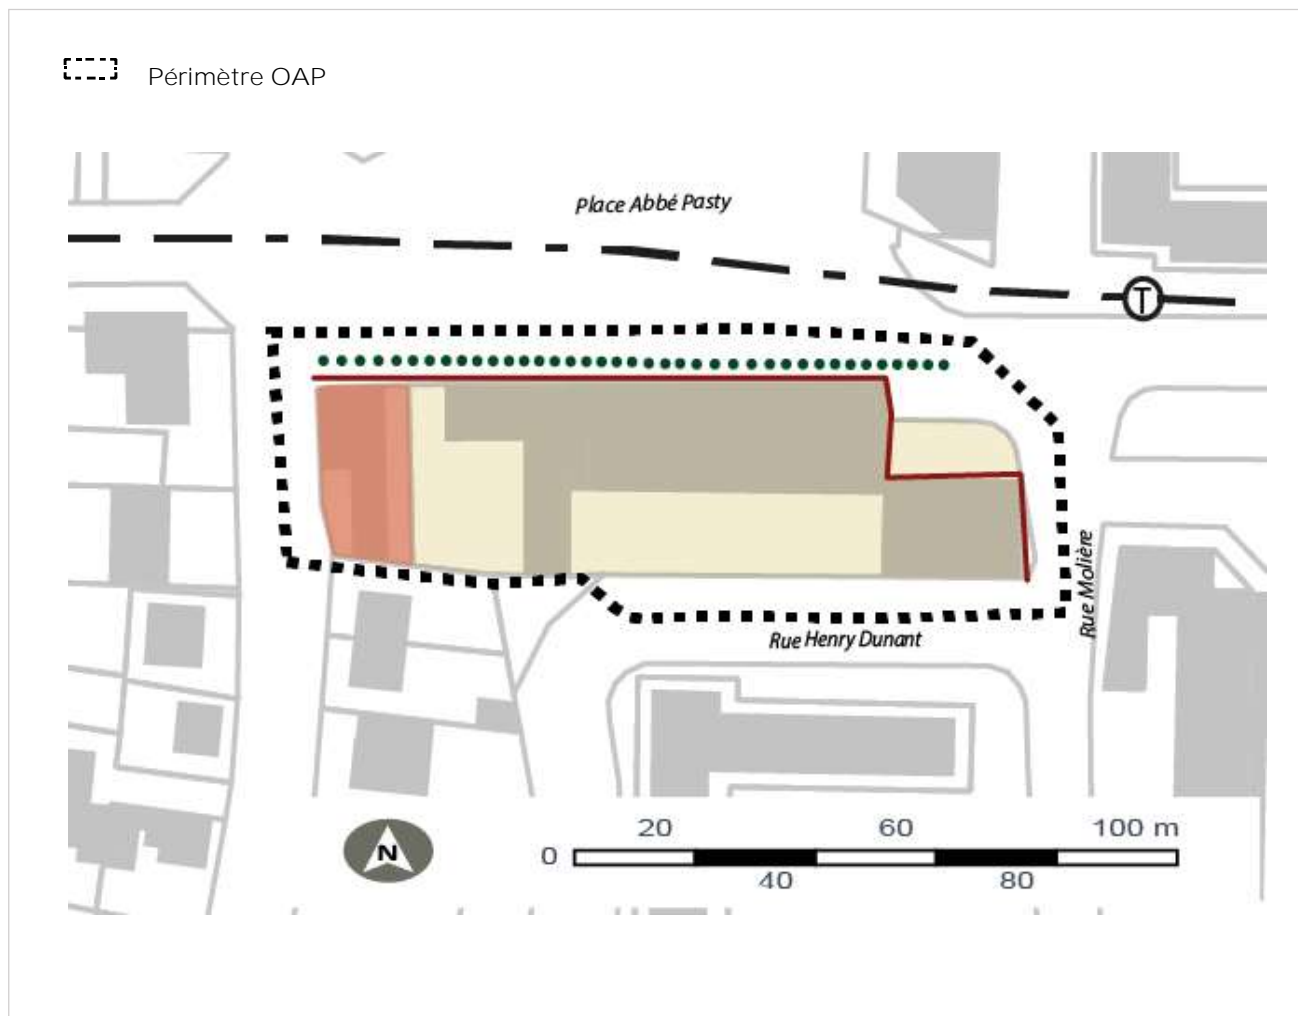 Périmètre OAP
Place Abbé Pasty
T
Rue Molière
Rue Henry Dunant
N
20 60 100 m
0
40 80